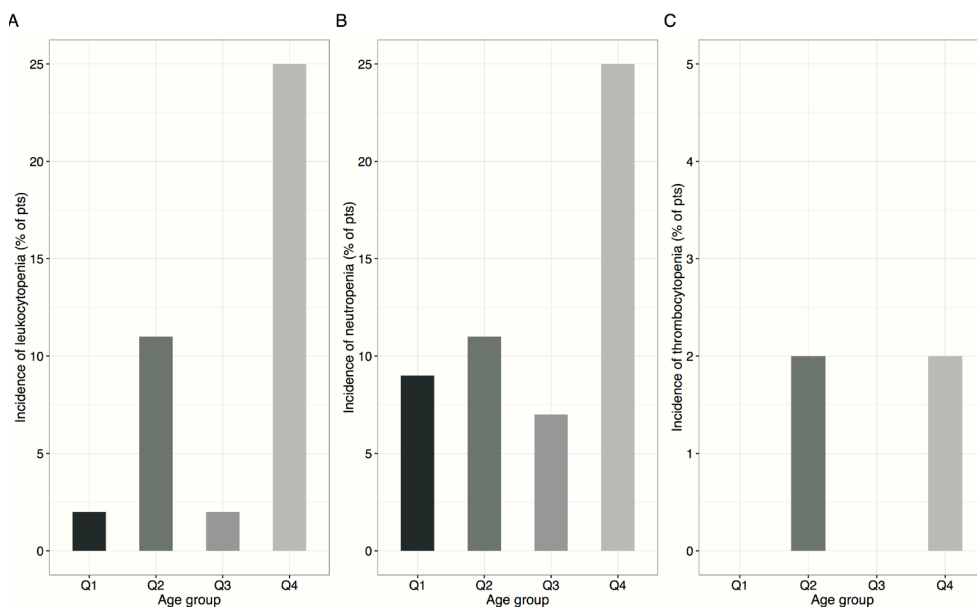 A
B
C
Incidence of leukocytopenia (% of pts)
25
20
15
10
5
0
Q1 Q2 Q3 Q4
Age group
Incidence of neutropenia (% of pts)
25
20
15
10
5
0
Q1 Q2 Q3 Q4
Age group
Incidence of thrombocytopenia (% of pts)
5
4
3
2
1
0
Q1 Q2 Q3 Q4
Age group